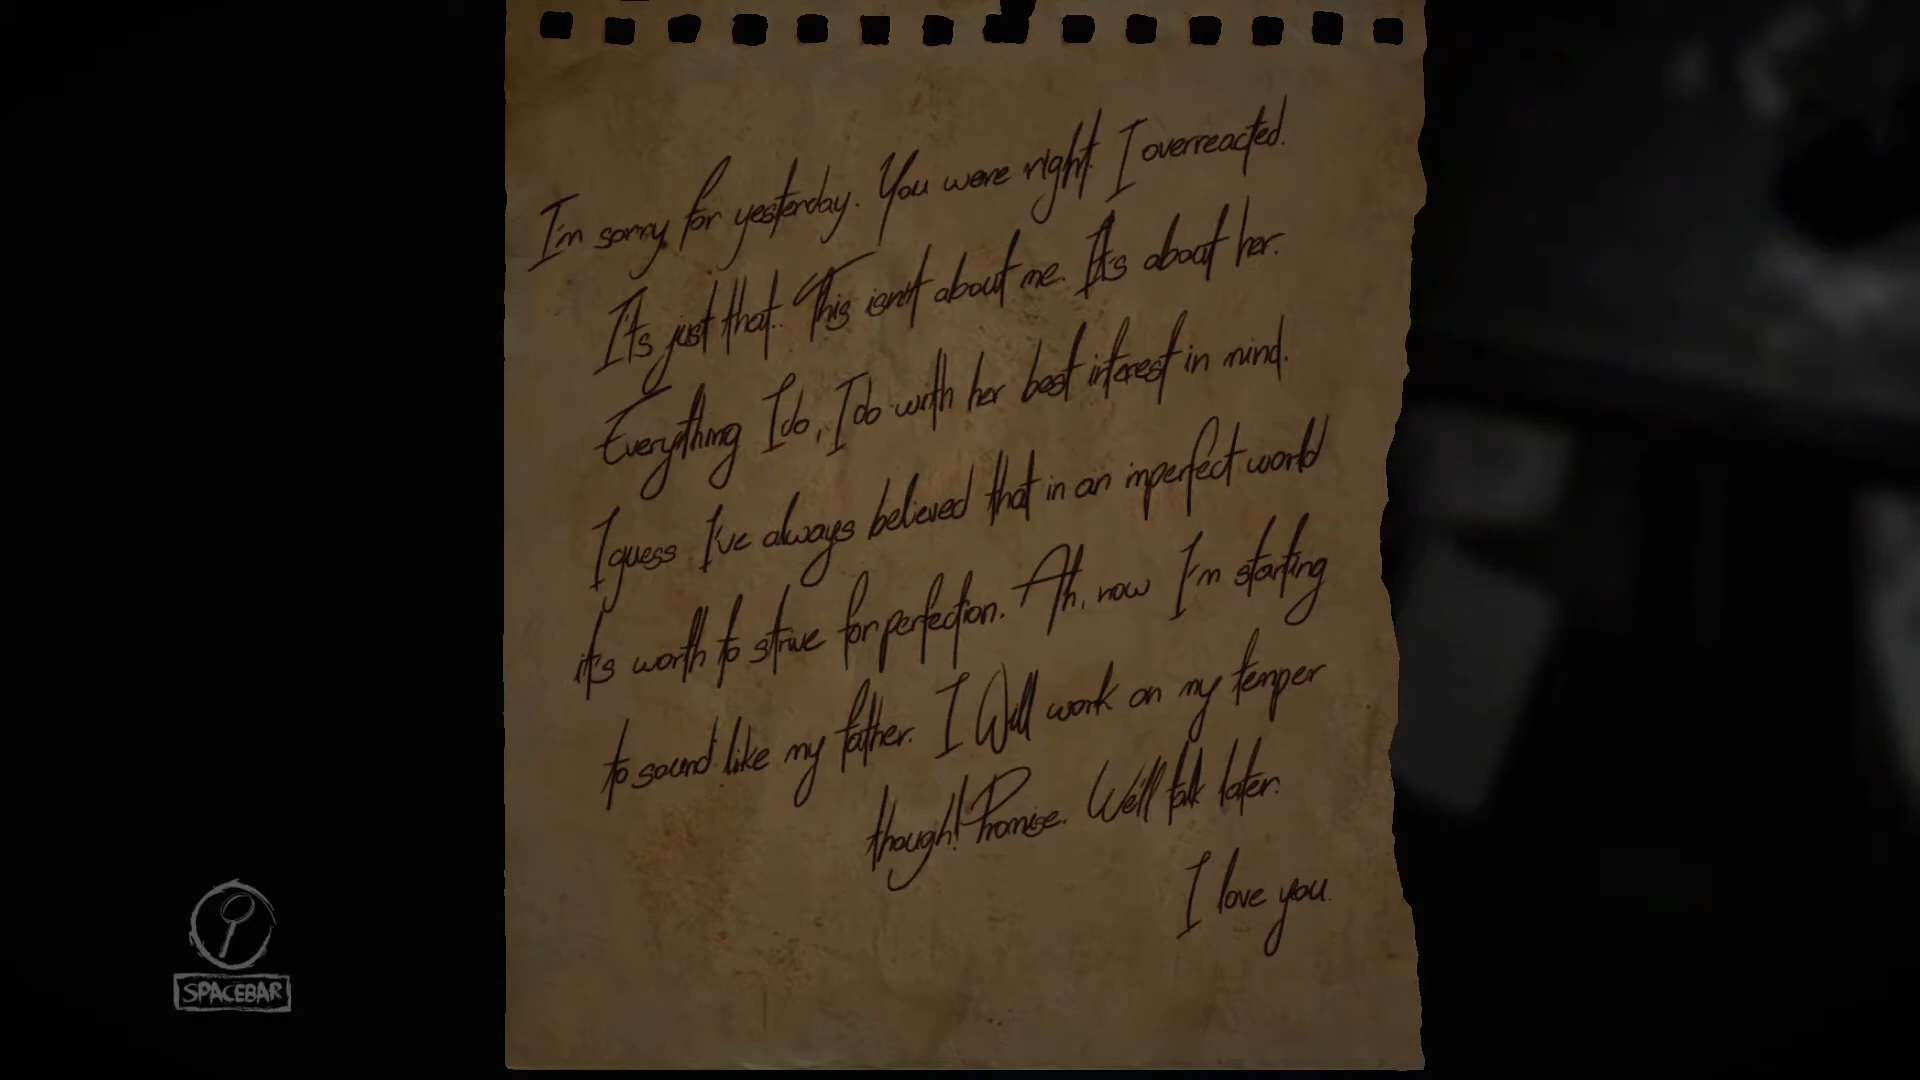 I'm sorry for yesterday. You were right. I overreacted.
It's just that.. This isn't about me. It's about her.
Everything I do, I do with her best interest in mind.
I guess I've always believed that in an imperfect world
it's worth to strive for perfection. Ah, now I'm starting
to sound like my father. I Will work on my temper
though! Promise. We'll talk later.
I love you.
SPACEBAR